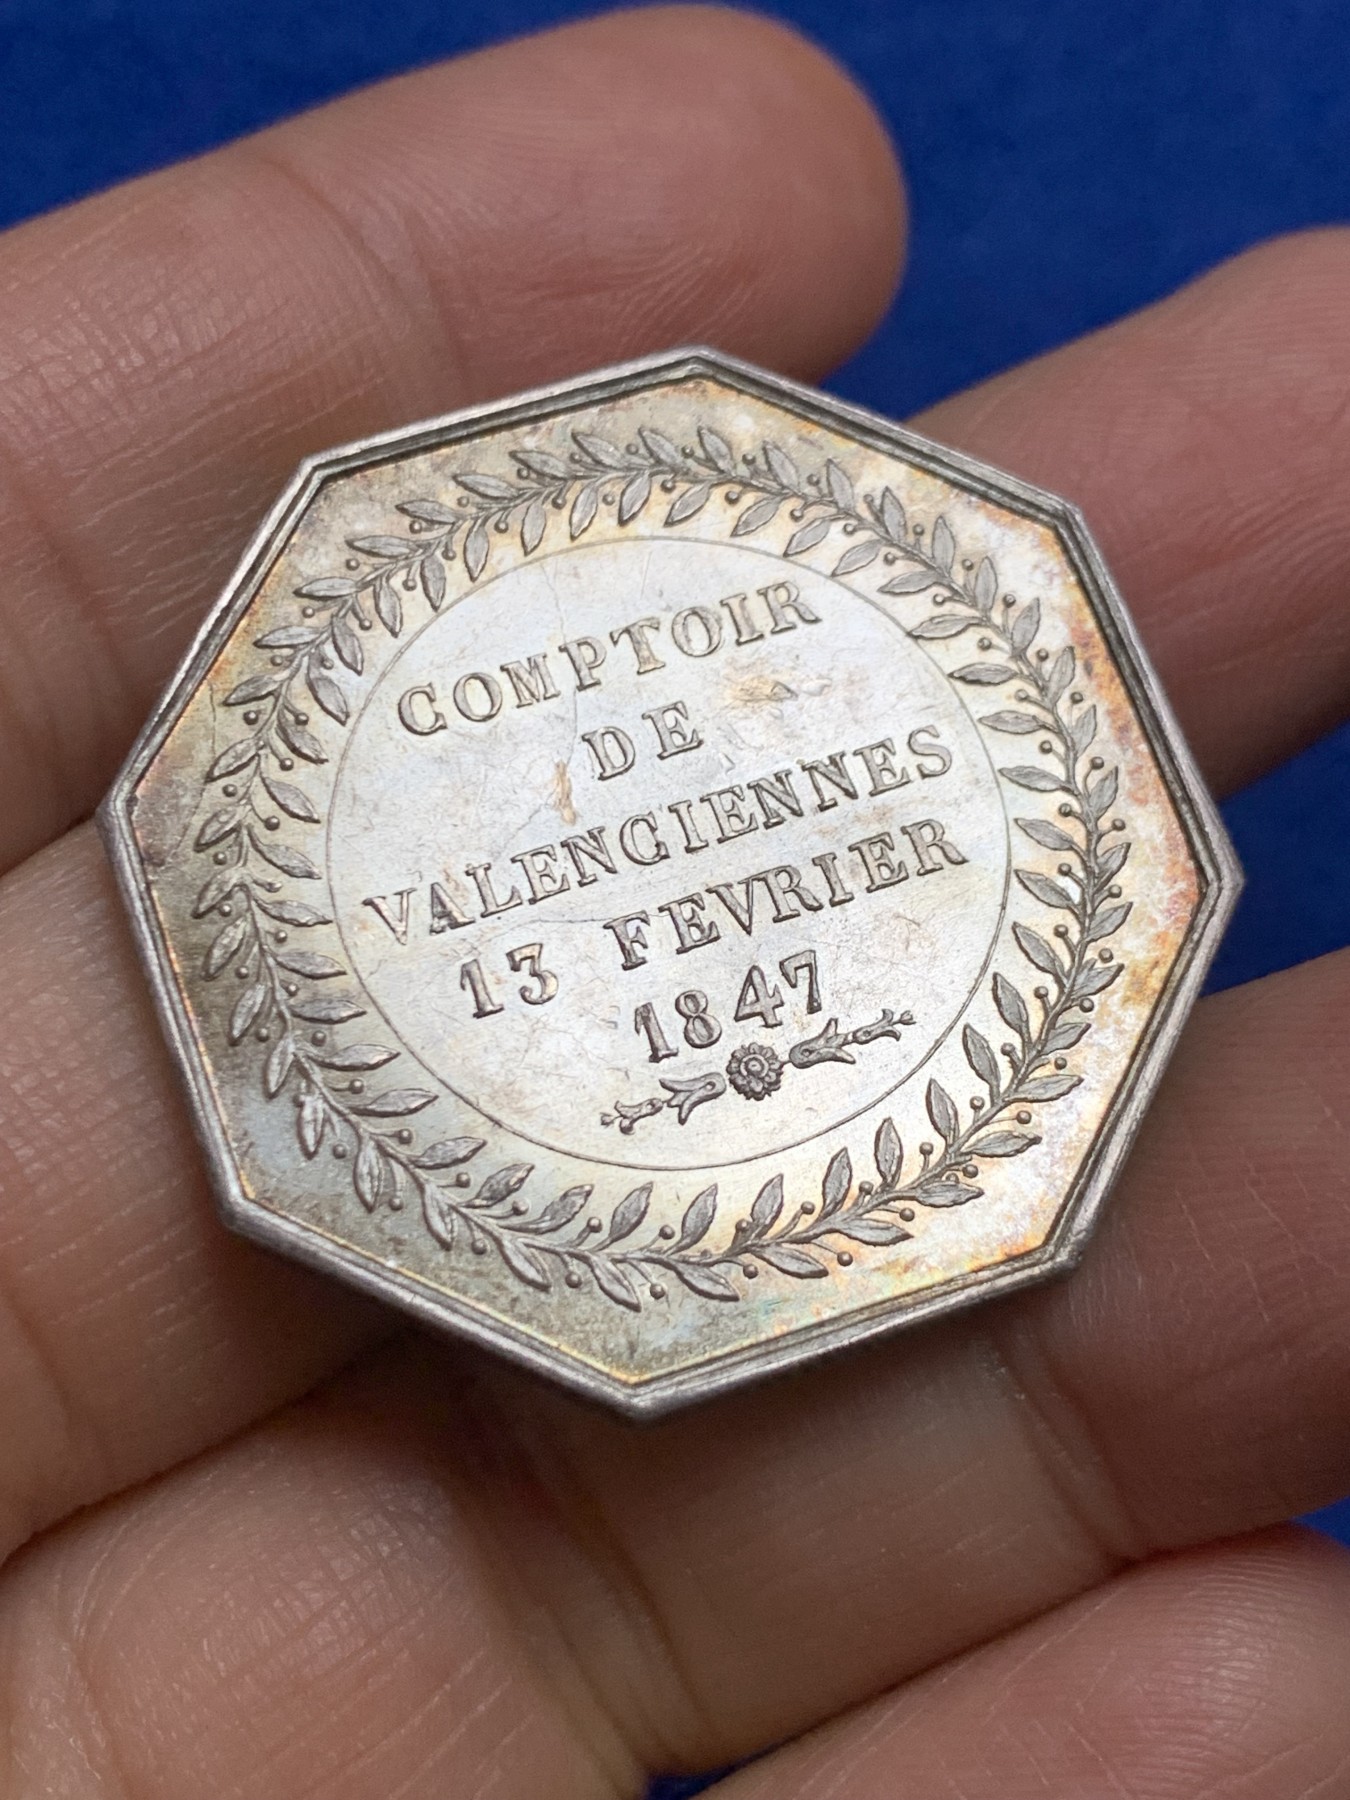 COMPTOIR
DE
VALENCIENNES
13 FEVRIER
1847